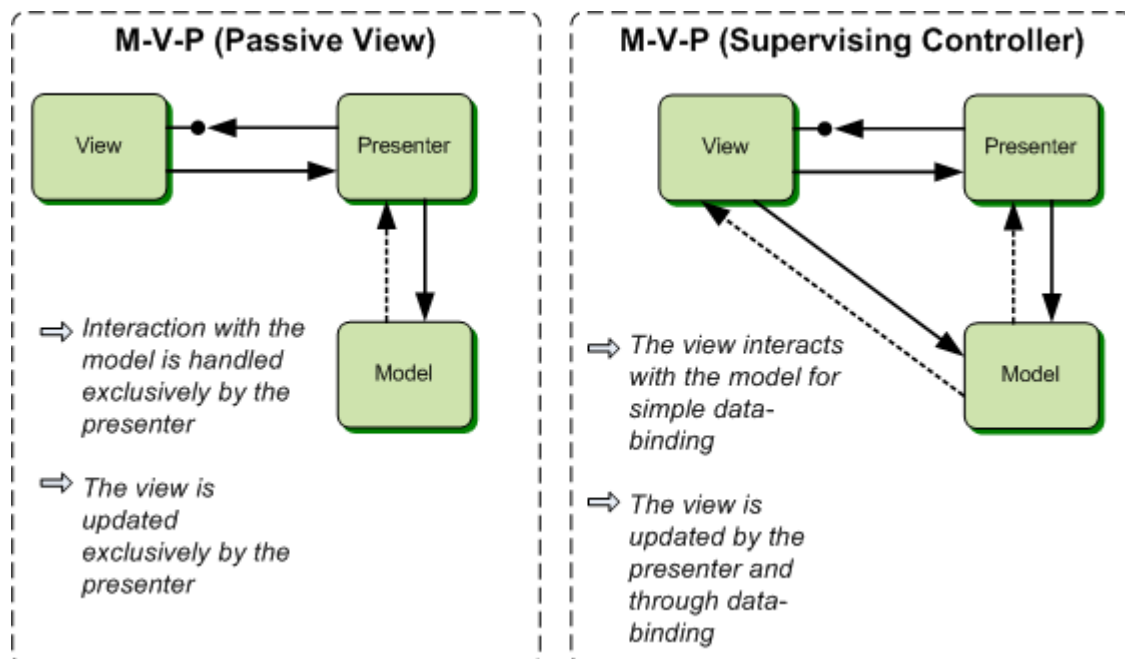 M-V-P (Passive View)
View
Presenter
Model
Interaction with the
model is handled
exclusively by the
presenter
The view is
updated
exclusively by the
presenter
M-V-P (Supervising Controller)
View
Presenter
Model
The view interacts
with the model for
simple data-
binding
The view is
updated by the
presenter and
through data-
binding